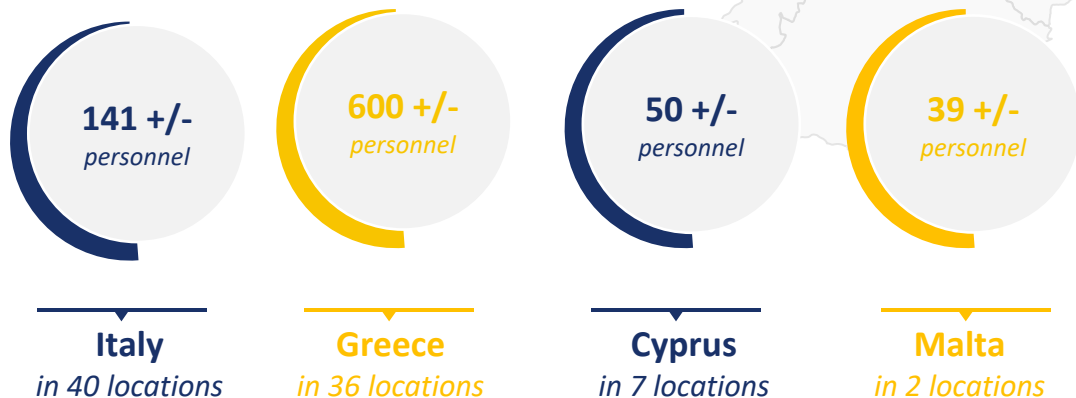 141 +/-
personnel
600 +/-
personnel
50 +/-
personnel
39 +/-
personnel
Italy
in 40 locations
Greece
in 36 locations
Cyprus
in 7 locations
Malta
in 2 locations